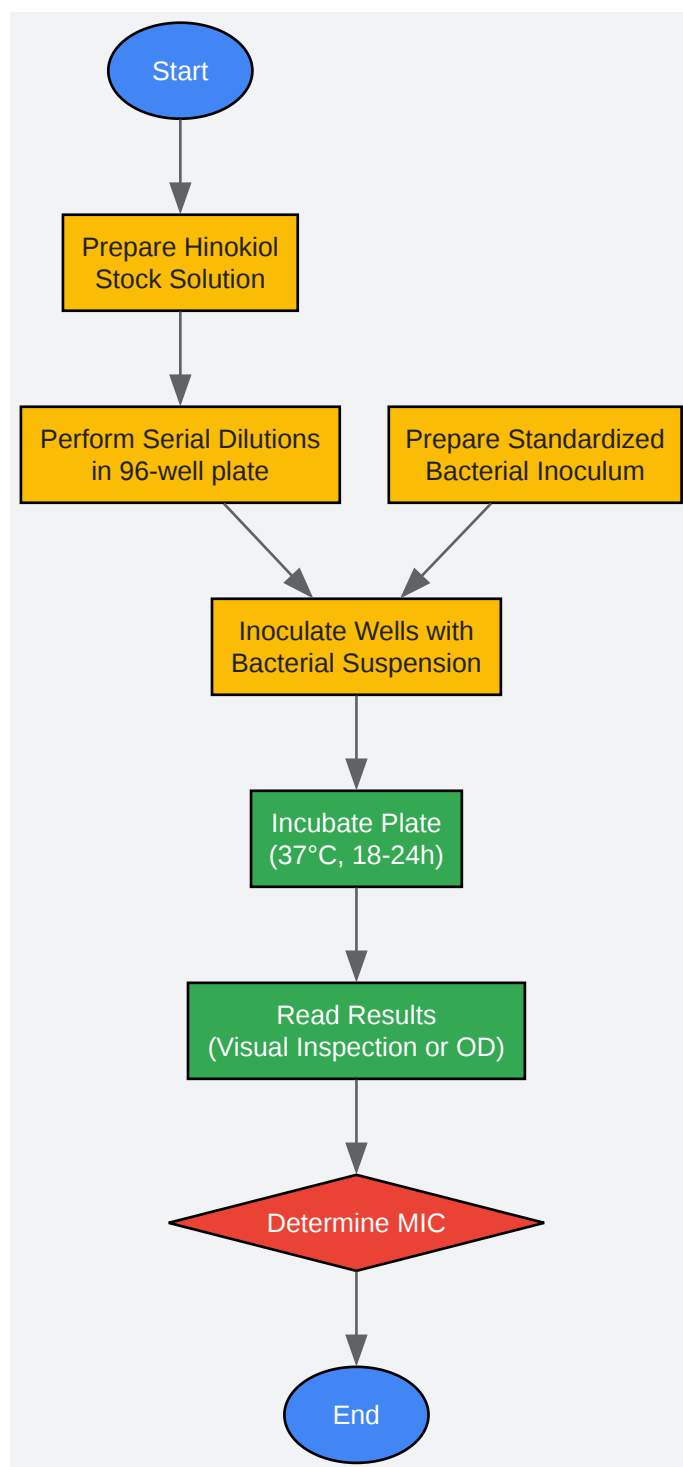 Start
Prepare Hinokiol
Stock Solution
Perform Serial Dilutions
in 96-well plate
Prepare Standardized
Bacterial Inoculum
Inoculate Wells with
Bacterial Suspension
Incubate Plate
(37°C, 18-24h)
Read Results
(Visual Inspection or OD)
Determine MIC
End